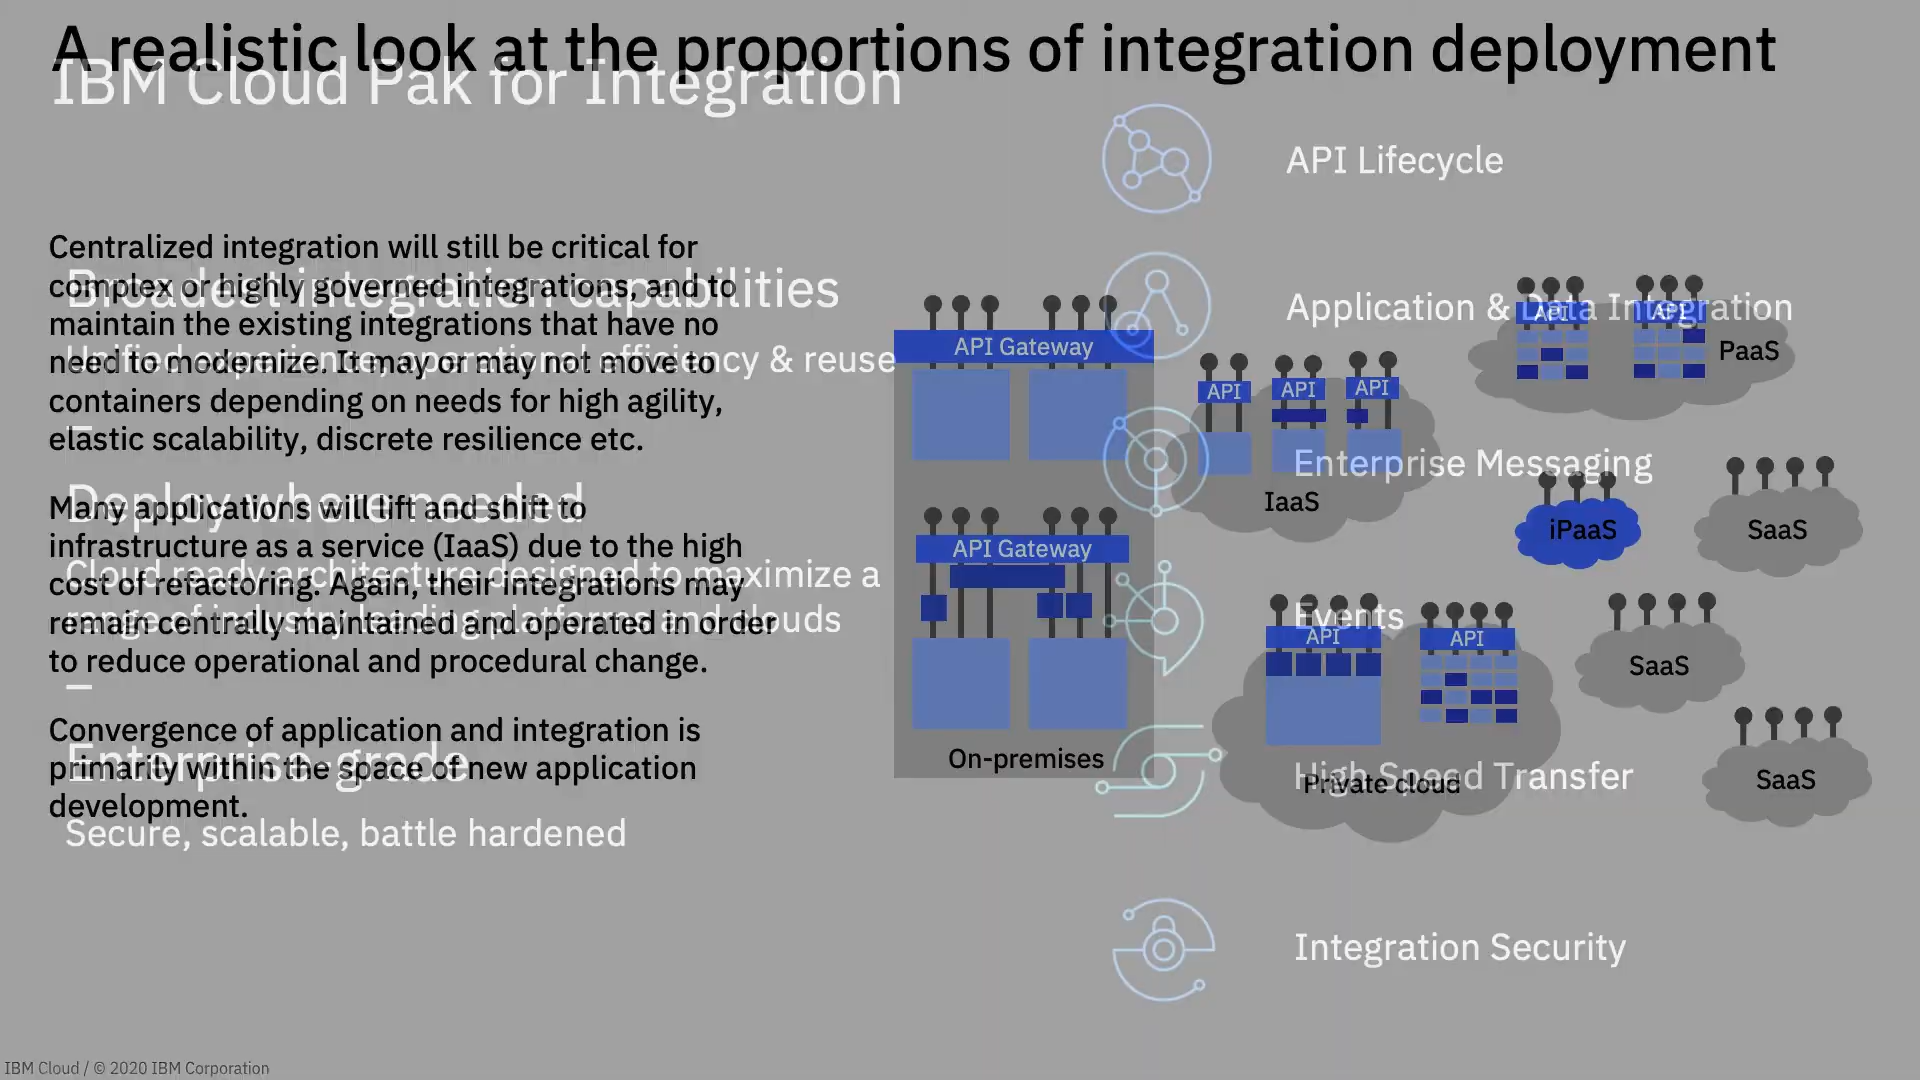 A realistic look at the proportions of integration deployment
IBM Cloud Pak for Integration
Centralized integration will still be critical for
complex or highly governed integrations, and to
maintain the existing integrations that have no
need to modernize. It may or may not move to
containers depending on needs for high agility,
elastic scalability, discrete resilience etc.
Many applications will lift and shift to
infrastructure as a service (IaaS) due to the high
cost of refactoring. Again, their integrations may
remain centrally maintained and operated in order
to reduce operational and procedural change.
Convergence of application and integration is
primarily within the space of new application
development.
Broadest integration capabilities
Unified experience, operational efficiency & reuse
–
Deploy where needed
Cloud ready architecture designed to maximize a
range of industry leading platforms and clouds
–
Enterprise-grade
Secure, scalable, battle hardened
API Gateway
API Gateway
On-premises
API
API
API
IaaS
API
API
PaaS
iPaaS
SaaS
API
API
Private cloud
SaaS
SaaS
API Lifecycle
Application & Data Integration
Enterprise Messaging
Events
High Speed Transfer
Integration Security
IBM Cloud / © 2020 IBM Corporation